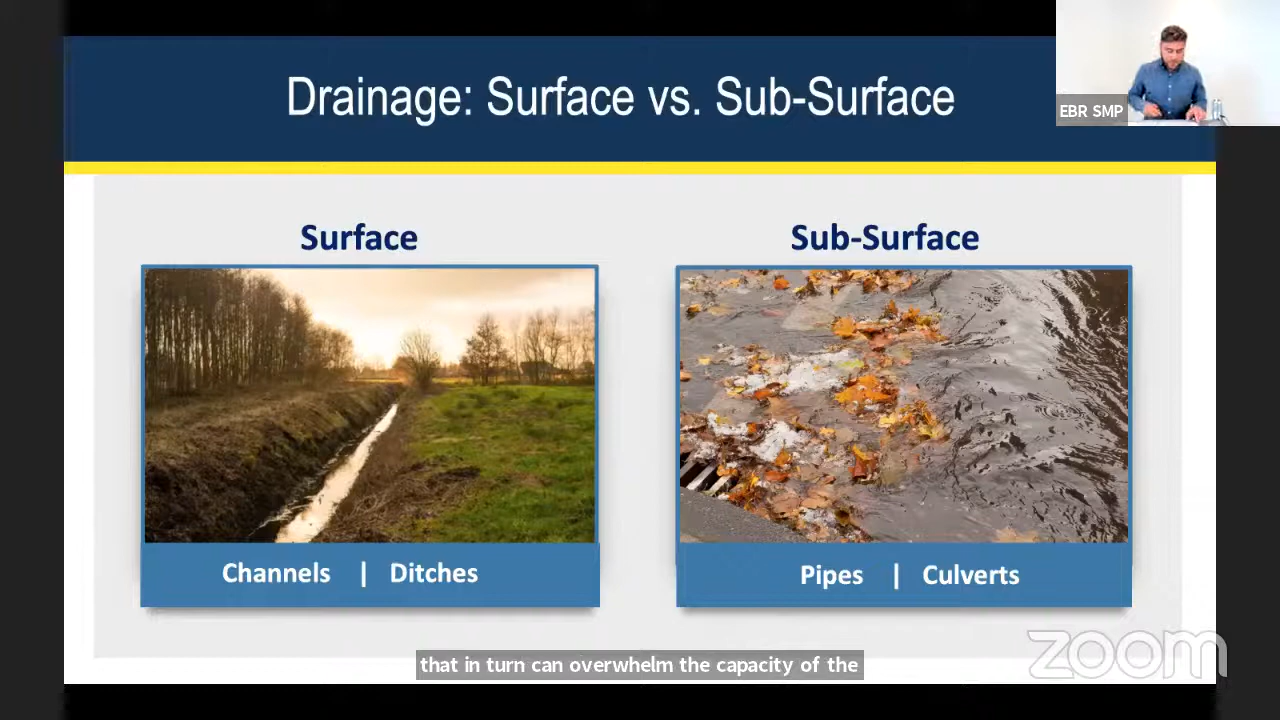 Drainage: Surface vs. Sub-Surface
EBR SMP
Surface
Sub-Surface
Channels | Ditches
Pipes | Culverts
that in turn can overwhelm the capacity of the
zoom